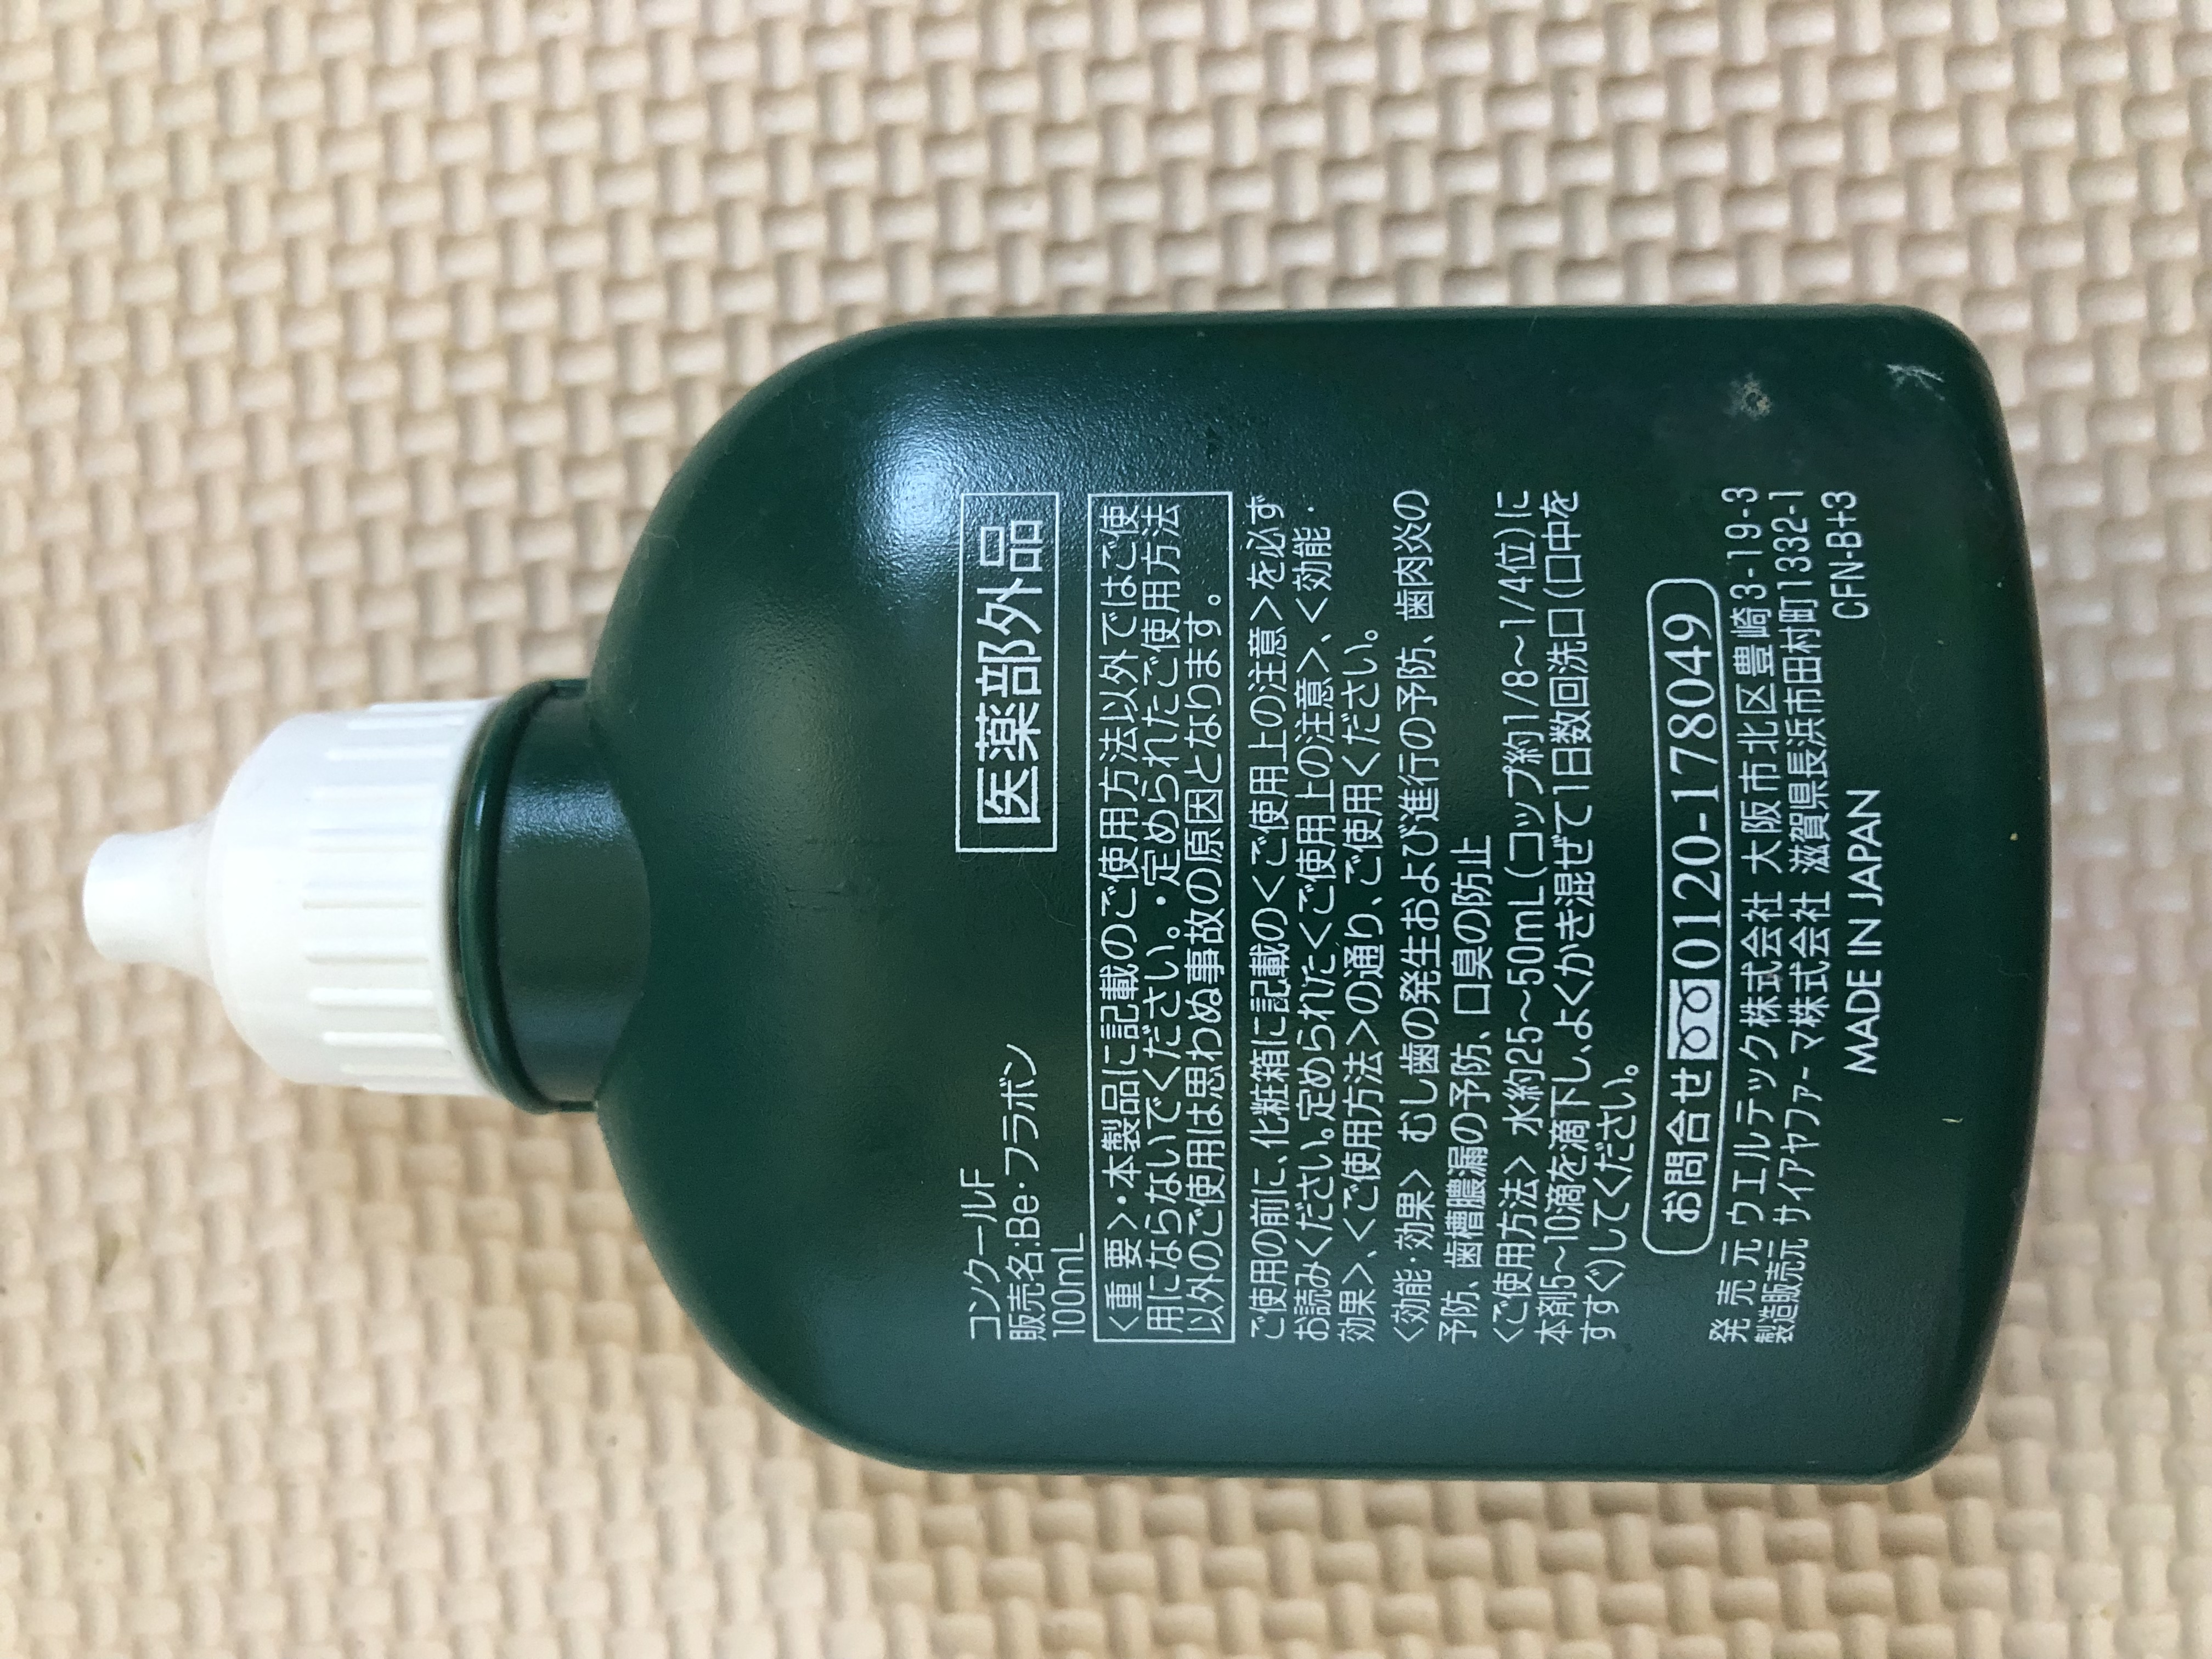 コンクールF
販売名:Be・フラボン
100mL
医薬部外品
<重要>・本製品に記載のご使用方法以外ではご使
用にならないでください。・定められたご使用方法
以外のご使用は思わぬ事故の原因となります。
ご使用の前に、化粧箱に記載の<ご使用上の注意>を必ず
お読みください。定められた<ご使用上の注意>、<効能・
効果>、<ご使用方法>の通り、ご使用ください。
<効能・効果> むし歯の発生および進行の予防、歯肉炎の
予防、歯槽膿漏の予防、口臭の防止
<ご使用方法> 水約25〜50mL(コップ約1/8〜1/4位)に
本剤5〜10滴を滴下し、よくかき混ぜて1日数回洗口(口中を
すすぐ)してください。
お問合せ 0120-178049
発売元 ウエルテック株式会社 大阪市北区豊崎3-19-3
製造販売元 サイアヤファーマ株式会社 滋賀県長浜市田村町1332-1
CFN-B+3
MADE IN JAPAN